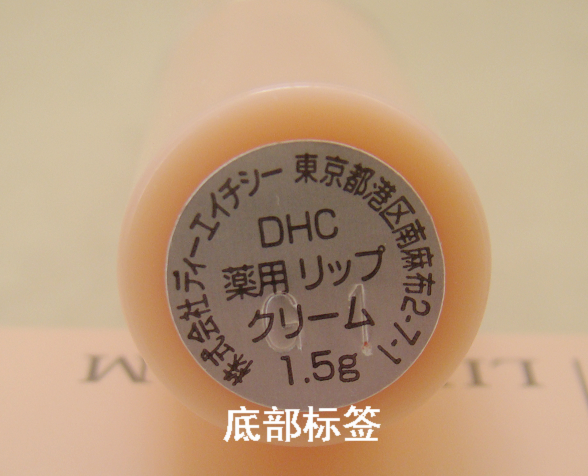 株式会社ディーエイチシー 東京都港区南麻布2-7-1
DHC
薬用リップ
クリーム
1.5g
G 1
底部标签